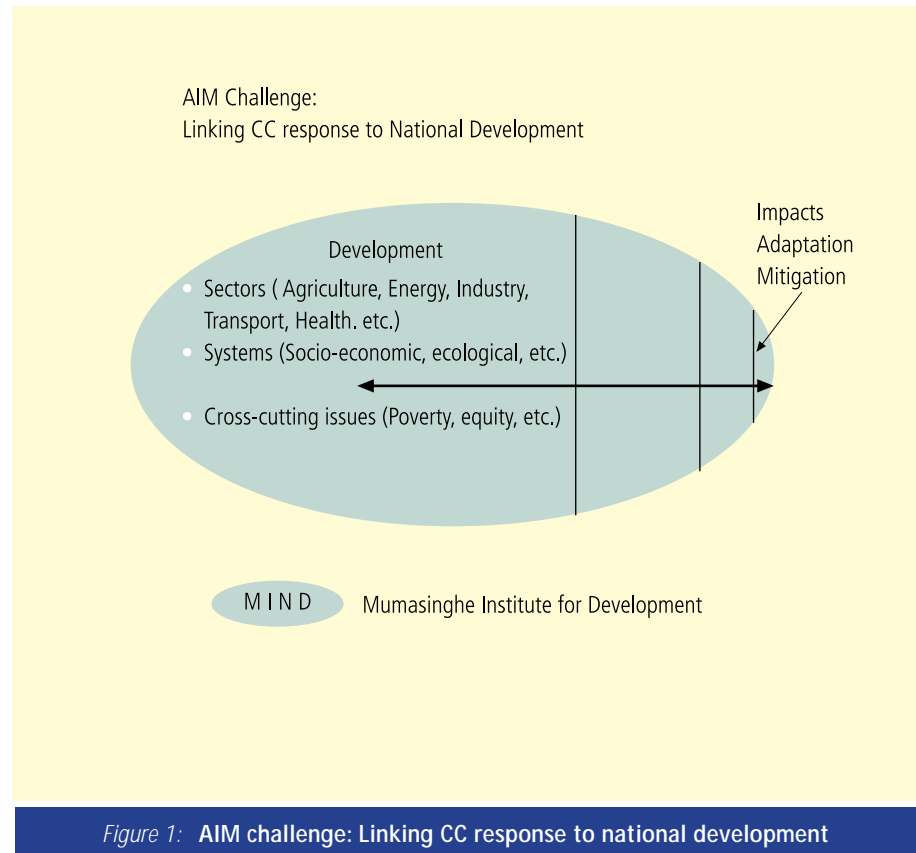 AIM Challenge:
Linking CC response to National Development
Impacts
Adaptation
Mitigation
Development
• Sectors ( Agriculture, Energy, Industry,
Transport, Health. etc.)
• Systems (Socio-economic, ecological, etc.)
• Cross-cutting issues (Poverty, equity, etc.)
M I N D Mumasinghe Institute for Development
Figure 1: AIM challenge: Linking CC response to national development